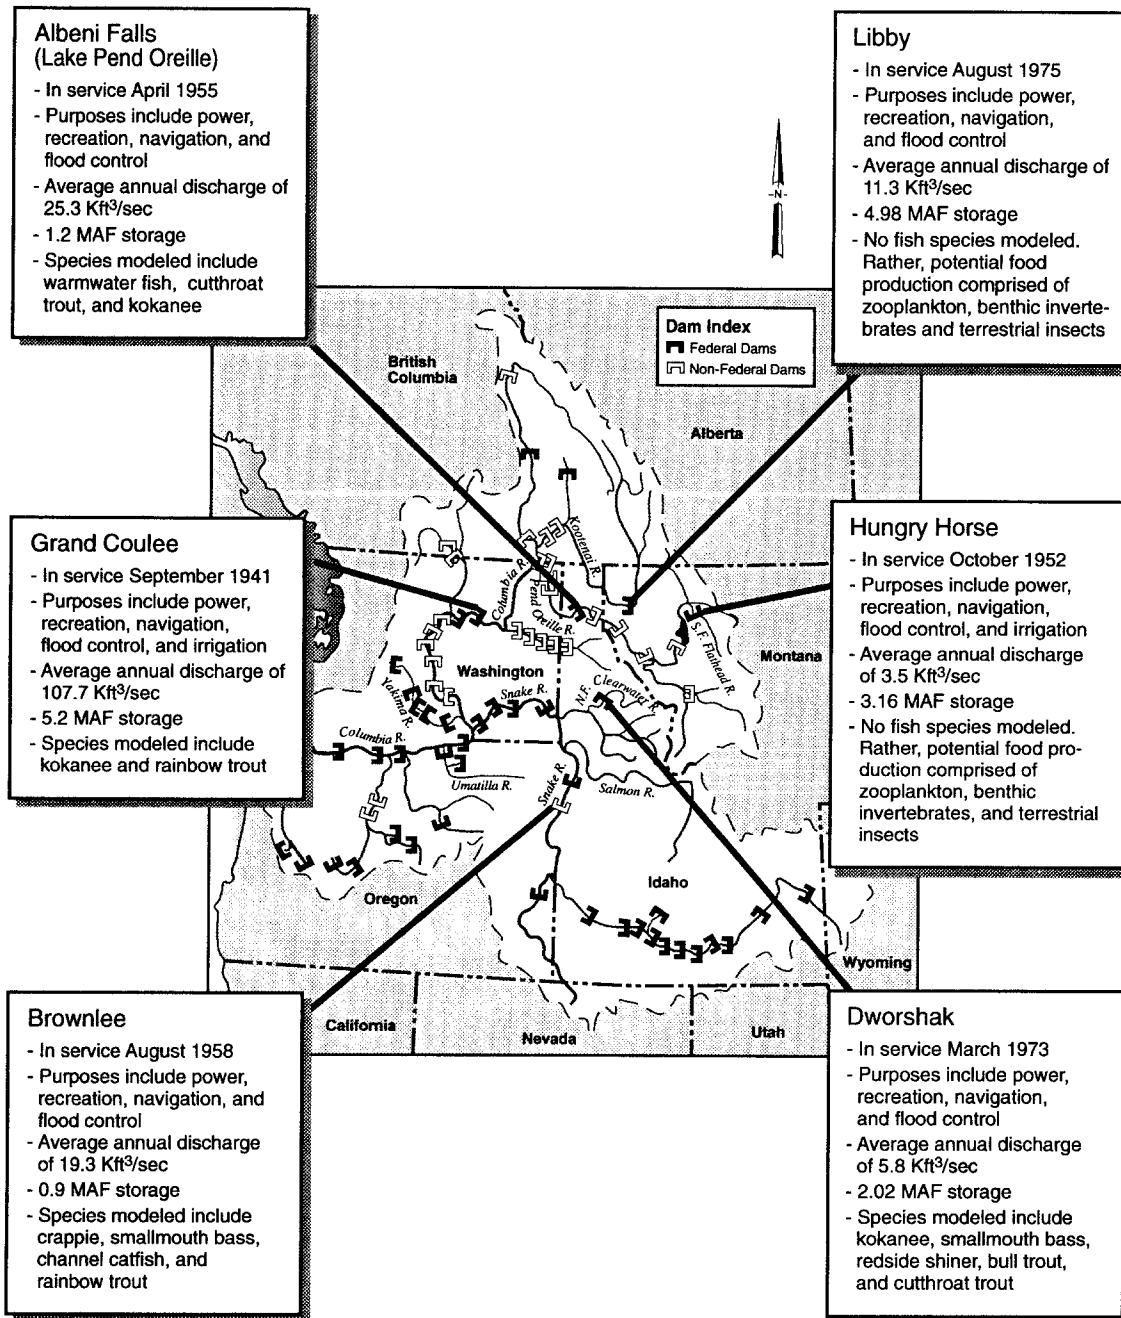 Albeni Falls
(Lake Pend Oreille)
- In service April 1955
- Purposes include power,
recreation, navigation, and
flood control
- Average annual discharge of
25.3 Kft³/sec
- 1.2 MAF storage
- Species modeled include
warmwater fish, cutthroat
trout, and kokanee
Libby
- In service August 1975
- Purposes include power,
recreation, navigation,
and flood control
- Average annual discharge of
11.3 Kft³/sec
- 4.98 MAF storage
- No fish species modeled.
Rather, potential food
production comprised of
zooplankton, benthic inverte-
brates and terrestrial insects
-N-
Dam Index
Federal Dams
Non-Federal Dams
British
Columbia
Alberta
Grand Coulee
- In service September 1941
- Purposes include power,
recreation, navigation,
flood control, and irrigation
- Average annual discharge of
107.7 Kft³/sec
- 5.2 MAF storage
- Species modeled include
kokanee and rainbow trout
Hungry Horse
- In service October 1952
- Purposes include power,
recreation, navigation,
flood control, and irrigation
- Average annual discharge
of 3.5 Kft³/sec
- 3.16 MAF storage
- No fish species modeled.
Rather, potential food pro-
duction comprised of
zooplankton, benthic
invertebrates, and terrestrial
insects
Kootenai R.
Columbia R.
Pend Oreille R.
S.F. Flathead R.
Washington
Montana
Yakima R.
Snake R.
N.F. Clearwater R.
Columbia R.
Umatilla R.
Snake R.
Salmon R.
Idaho
Oregon
Wyoming
California
Nevada
Utah
Brownlee
- In service August 1958
- Purposes include power,
recreation, navigation, and
flood control
- Average annual discharge
of 19.3 Kft³/sec
- 0.9 MAF storage
- Species modeled include
crappie, smallmouth bass,
channel catfish, and
rainbow trout
Dworshak
- In service March 1973
- Purposes include power,
recreation, navigation,
and flood control
- Average annual discharge
of 5.8 Kft³/sec
- 2.02 MAF storage
- Species modeled include
kokanee, smallmouth bass,
redside shiner, bull trout,
and cutthroat trout